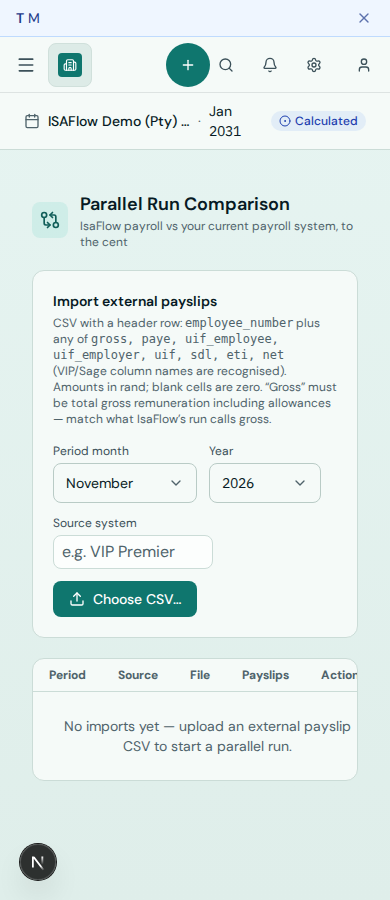 T M
ISAFlow Demo (Pty) ... · Jan 2031
Calculated
Parallel Run Comparison
IsaFlow payroll vs your current payroll system, to
the cent
Import external payslips
CSV with a header row: employee_number plus
any of gross, paye, uif_employee,
uif_employer, uif, sdl, eti, net
(VIP/Sage column names are recognised).
Amounts in rand; blank cells are zero. “Gross” must
be total gross remuneration including allowances
— match what IsaFlow’s run calls gross.
Period month Year
November 2026
Source system
e.g. VIP Premier
Choose CSV...
Period Source File Payslips Action
No imports yet — upload an external payslip
CSV to start a parallel run.
N